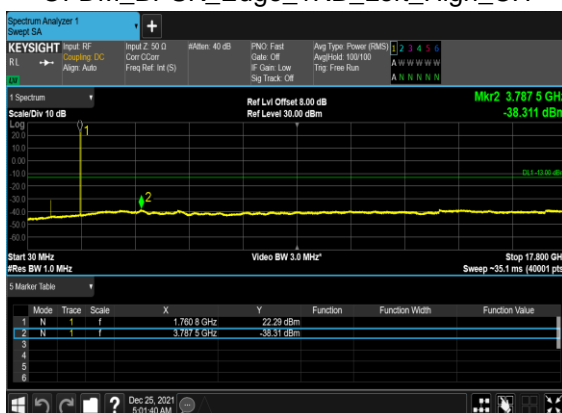 Spectrum Analyzer 1
Swept SA
+
KEYSIGHT Input: RF Input Z: 50 Ω #Atten: 40 dB PNO: Fast Avg Type: Power (RMS) 1 2 3 4 5 6
RL Coupling: DC Corr CCorr Gate: Off Avg|Hold: 100/100 A W W W W W
Align: Auto Freq Ref: Int (S) IF Gain: Low Trig: Free Run
Sig Track: Off A N N N N N
1 Spectrum Ref Lvl Offset 8.00 dB Mkr2 3.787 5 GHz
Scale/Div 10 dB Ref Level 30.00 dBm -38.311 dBm
Log
20.0
10.0
0.00
-10.0 DL1 -13.00 dBm
-20.0
-30.0
-40.0
-50.0
-60.0
1
2
Start 30 MHz Video BW 3.0 MHz* Stop 17.800 GHz
#Res BW 1.0 MHz Sweep ~35.1 ms (40001 pts)
5 Marker Table
Mode Trace Scale X Y Function Function Width Function Value
1 N 1 f 1.760 8 GHz 22.29 dBm
2 N 1 f 3.787 5 GHz -38.31 dBm
3
4
5
6
? Dec 25, 2021
5:01:40 AM